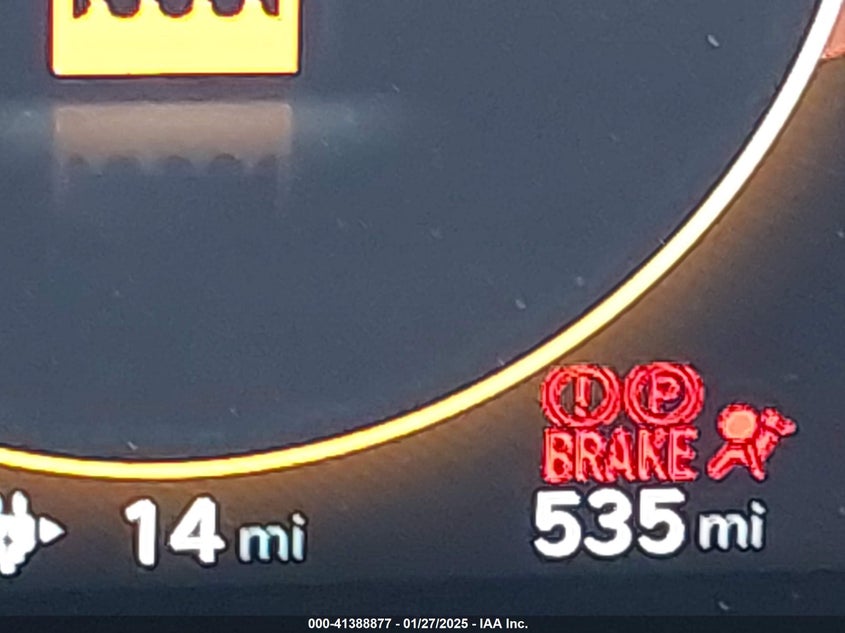 P
BRAKE
14 mi
535 mi
000-41388877 - 01/27/2025 - IAA Inc.